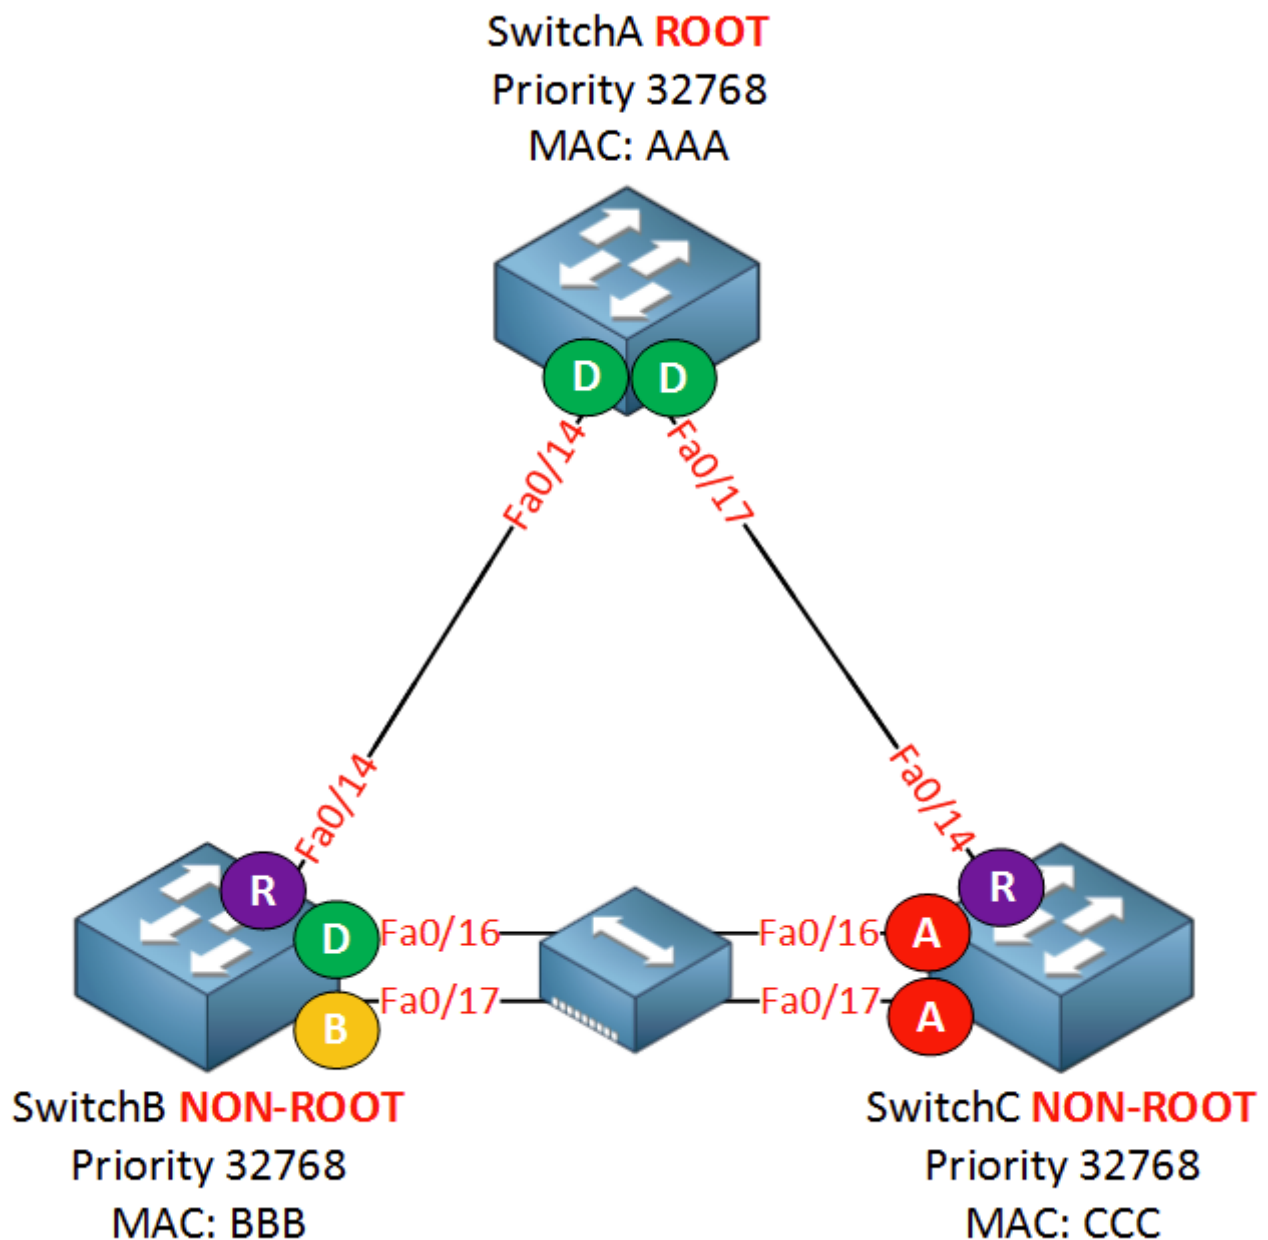 SwitchA ROOT
Priority 32768
MAC: AAA
D D
Fa0/14
Fa0/17
Fa0/14
Fa0/14
R
R
D
Fa0/16
Fa0/16
A
B
Fa0/17
Fa0/17
A
SwitchB NON-ROOT
Priority 32768
MAC: BBB
SwitchC NON-ROOT
Priority 32768
MAC: CCC